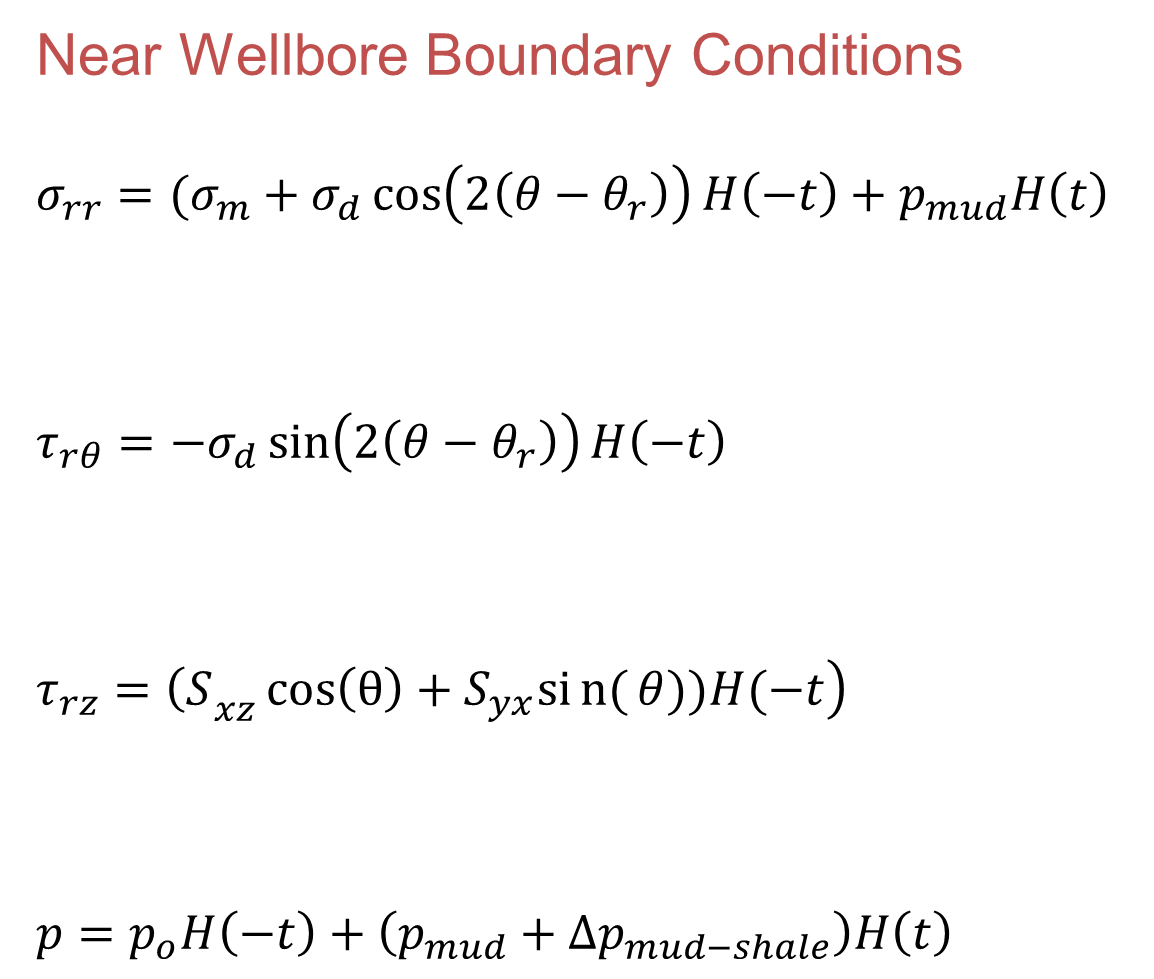 Near Wellbore Boundary Conditions
σ_rr = (σ_m + σ_d cos(2(θ − θ_r)) H(−t) + p_mud H(t)
τ_rθ = −σ_d sin(2(θ − θ_r)) H(−t)
τ_rz = (S_xz cos(θ) + S_yx sin(θ))H(−t)
p = p_o H(−t) + (p_mud + Δp_mud−shale)H(t)